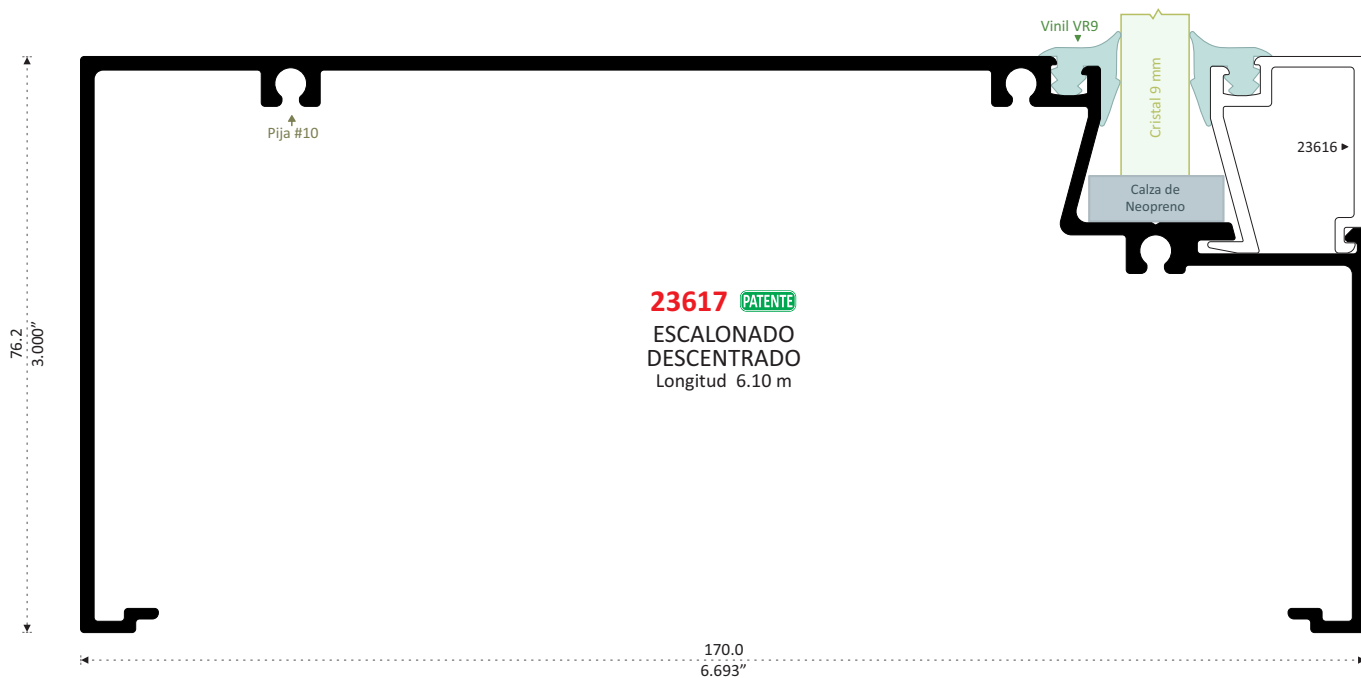 Vinil VR9
Cristal 9 mm
Pija #10
23616
Calza de
Neopreno
23617 PATENTE
ESCALONADO
DESCENTRADO
Longitud 6.10 m
76.2
3.000”
170.0
6.693”